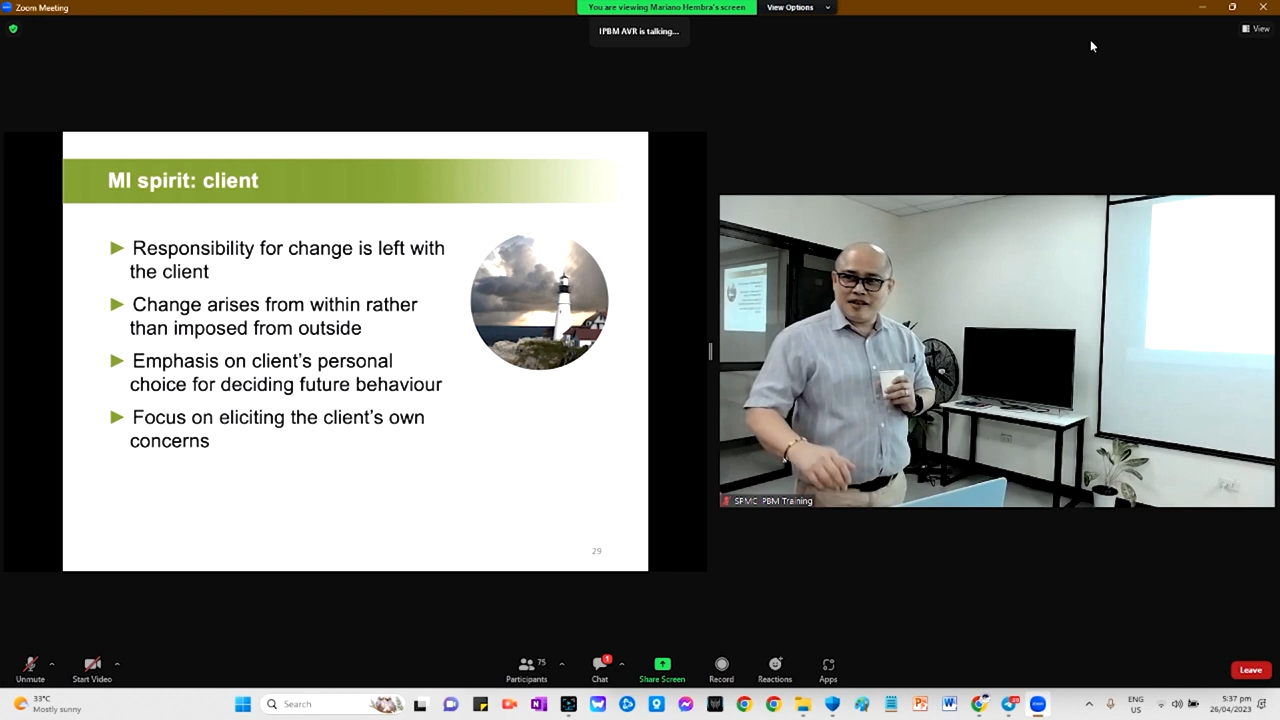 Zoom Meeting
You are viewing Mariano Hembra's screen
View Options
IPBM AVR is talking...
View
MI spirit: client
Responsibility for change is left with
the client
Change arises from within rather
than imposed from outside
Emphasis on client's personal
choice for deciding future behaviour
Focus on eliciting the client's own
concerns
29
SPMC_PBM Training
Unmute
Start Video
75
Participants
1
Chat
Share Screen
Record
Reactions
Apps
Leave
33°C
Mostly sunny
Search
ENG
US
5:37 pm
26/04/2023